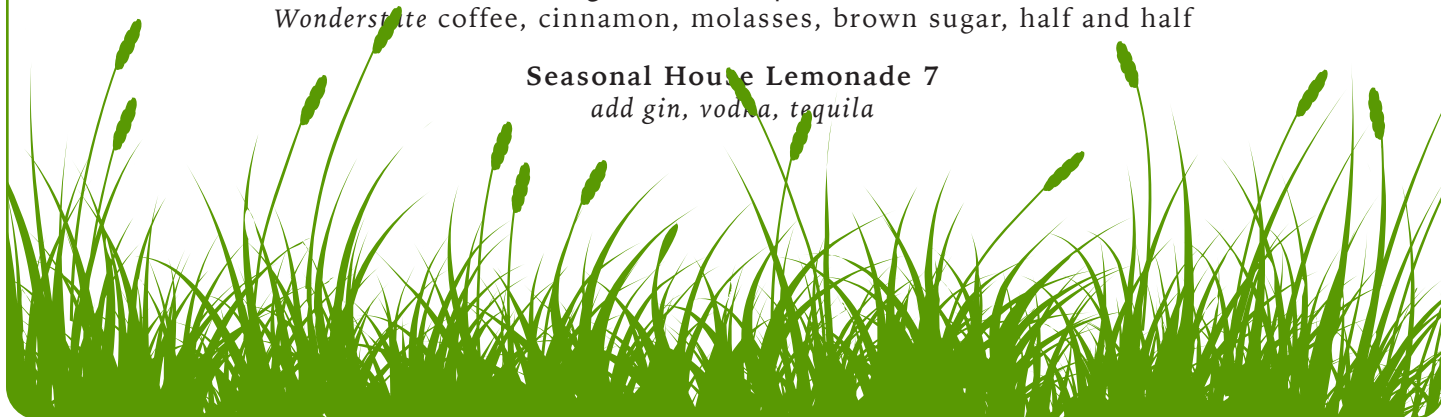 Wonderstate coffee, cinnamon, molasses, brown sugar, half and half
Seasonal House Lemonade 7
add gin, vodka, tequila